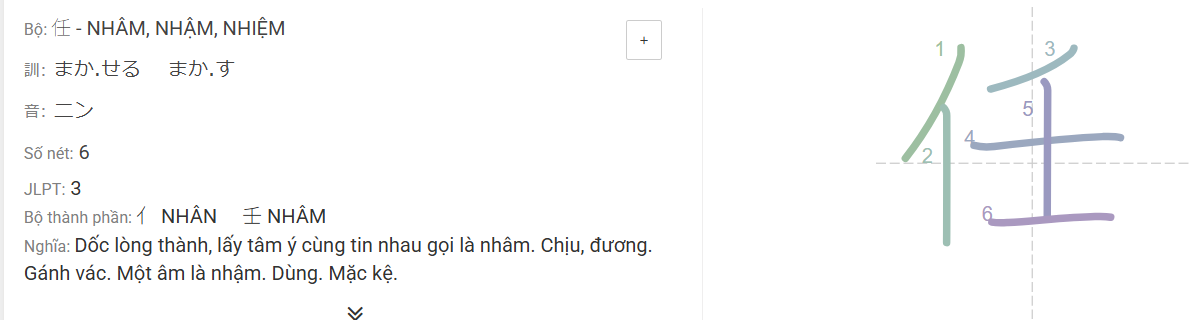 Bộ: 任 - NHÂM, NHẬM, NHIỆM
+
訓: まか.せる まか.す
音: ニン
Số nét: 6
JLPT: 3
Bộ thành phần: 亻 NHÂN 壬 NHÂM
Nghĩa: Dốc lòng thành, lấy tâm ý cùng tin nhau gọi là nhâm. Chịu, đương.
Gánh vác. Một âm là nhậm. Dùng. Mặc kệ.
任
1
2
3
4
5
6